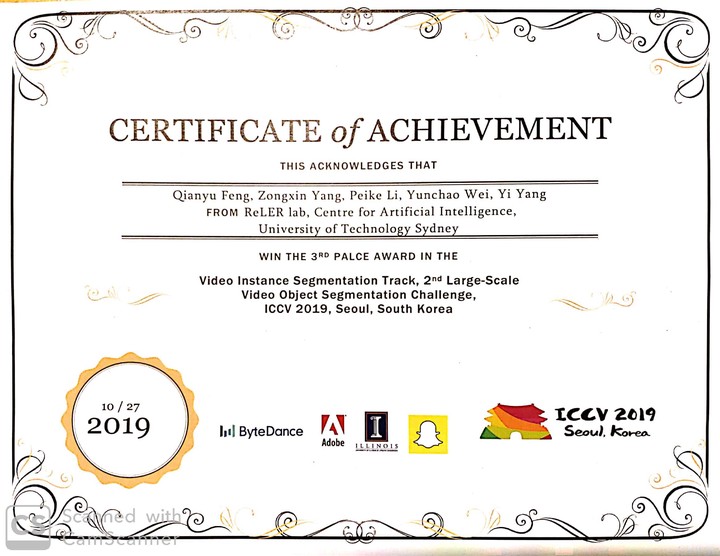 CERTIFICATE of ACHIEVEMENT
THIS ACKNOWLEDGES THAT
Qianyu Feng, Zongxin Yang, Peike Li, Yunchao Wei, Yi Yang
FROM ReLER lab, Centre for Artificial Intelligence,
University of Technology Sydney
WIN THE 3RD PALCE AWARD IN THE
Video Instance Segmentation Track, 2nd Large-Scale
Video Object Segmentation Challenge,
ICCV 2019, Seoul, South Korea
10 / 27
2019
ByteDance
Adobe
I
ILLINOIS
ICCV 2019
Seoul, Korea
CS
Scanned with
CamScanner